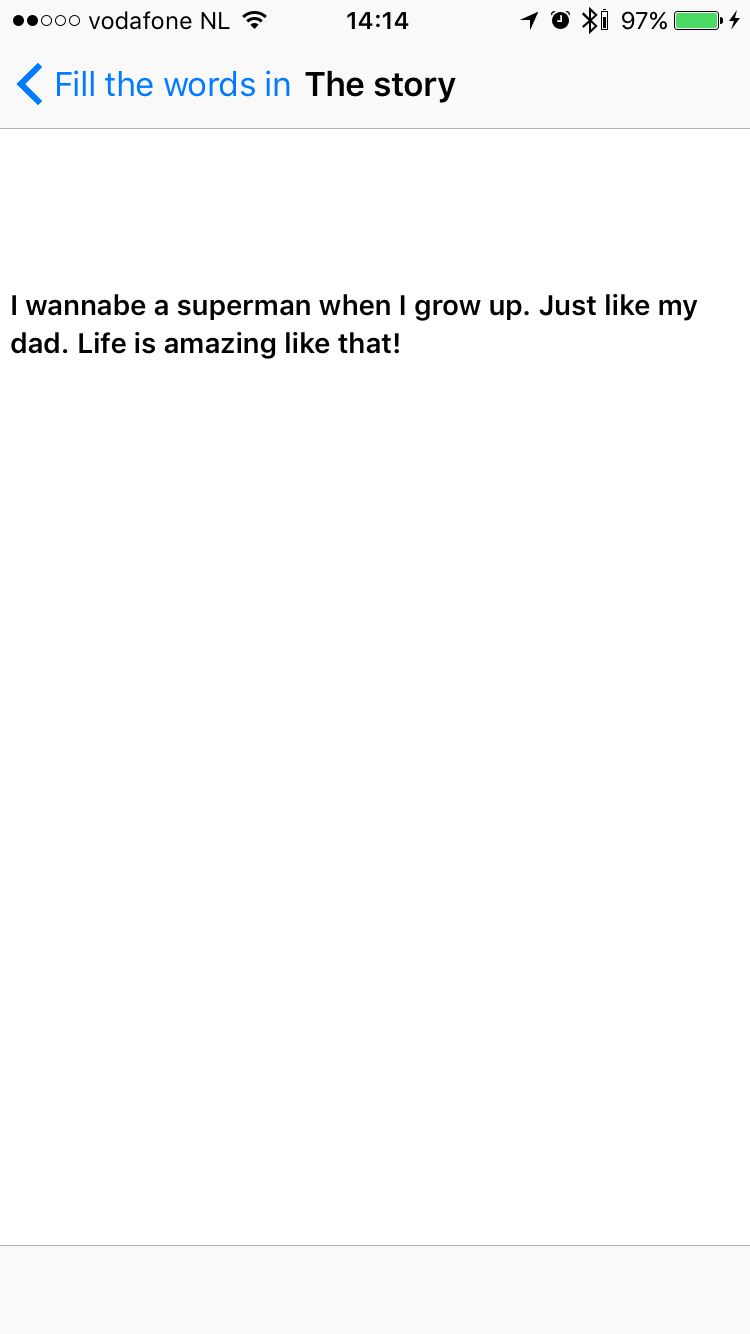 vodafone NL 14:14 97%
Fill the words in The story
I wannabe a superman when I grow up. Just like my
dad. Life is amazing like that!